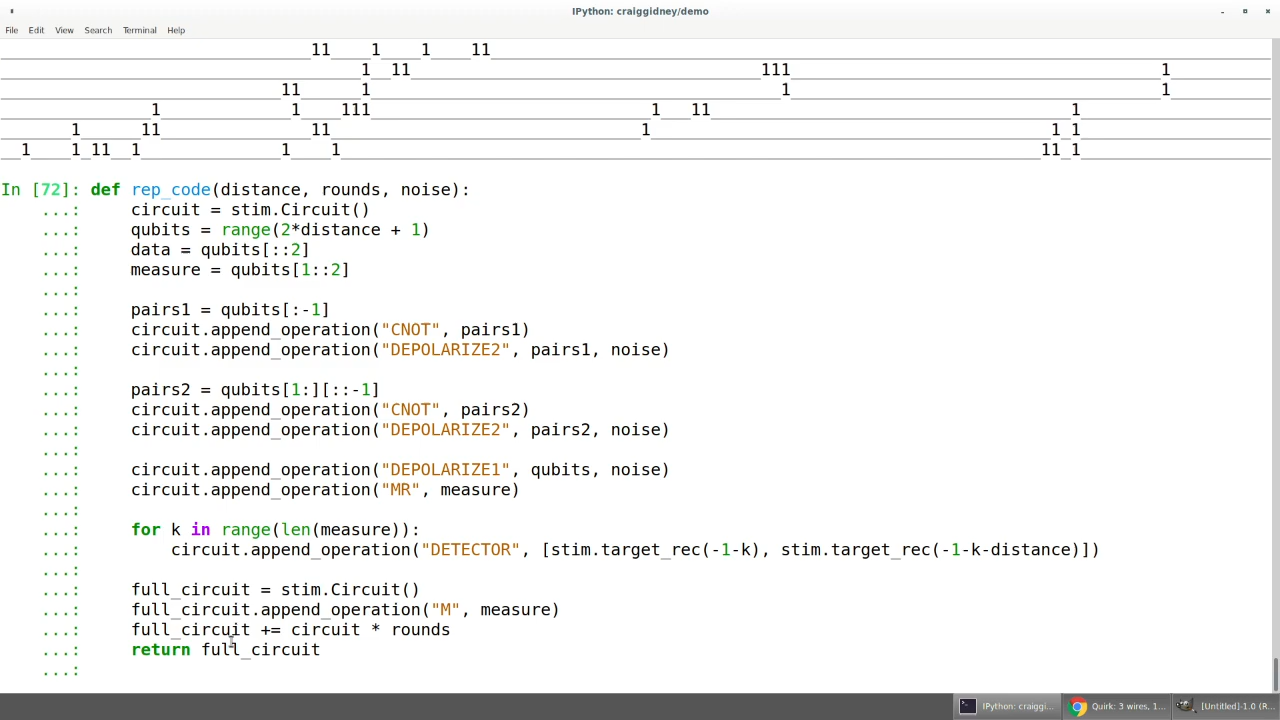 IPython: craiggidney/demo
File Edit View Search Terminal Help
___________________________________________________________11____1____1____11
1__11 111 1
11 1 1 1
1 1 111 1 11 1
1 11 11 1 1 1
1 1 11 1 1 1 11 1
In [72]: def rep_code(distance, rounds, noise):
...: circuit = stim.Circuit()
...: qubits = range(2*distance + 1)
...: data = qubits[::2]
...: measure = qubits[1::2]
...:
...: pairs1 = qubits[:-1]
...: circuit.append_operation("CNOT", pairs1)
...: circuit.append_operation("DEPOLARIZE2", pairs1, noise)
...:
...: pairs2 = qubits[1:][::-1]
...: circuit.append_operation("CNOT", pairs2)
...: circuit.append_operation("DEPOLARIZE2", pairs2, noise)
...:
...: circuit.append_operation("DEPOLARIZE1", qubits, noise)
...: circuit.append_operation("MR", measure)
...:
...: for k in range(len(measure)):
...: circuit.append_operation("DETECTOR", [stim.target_rec(-1-k), stim.target_rec(-1-k-distance)])
...:
...: full_circuit = stim.Circuit()
...: full_circuit.append_operation("M", measure)
...: full_circuit += circuit * rounds
...: return full_circuit
...:
IPython: craiggi... Quirk: 3 wires, 1... [Untitled]-1.0 (R...